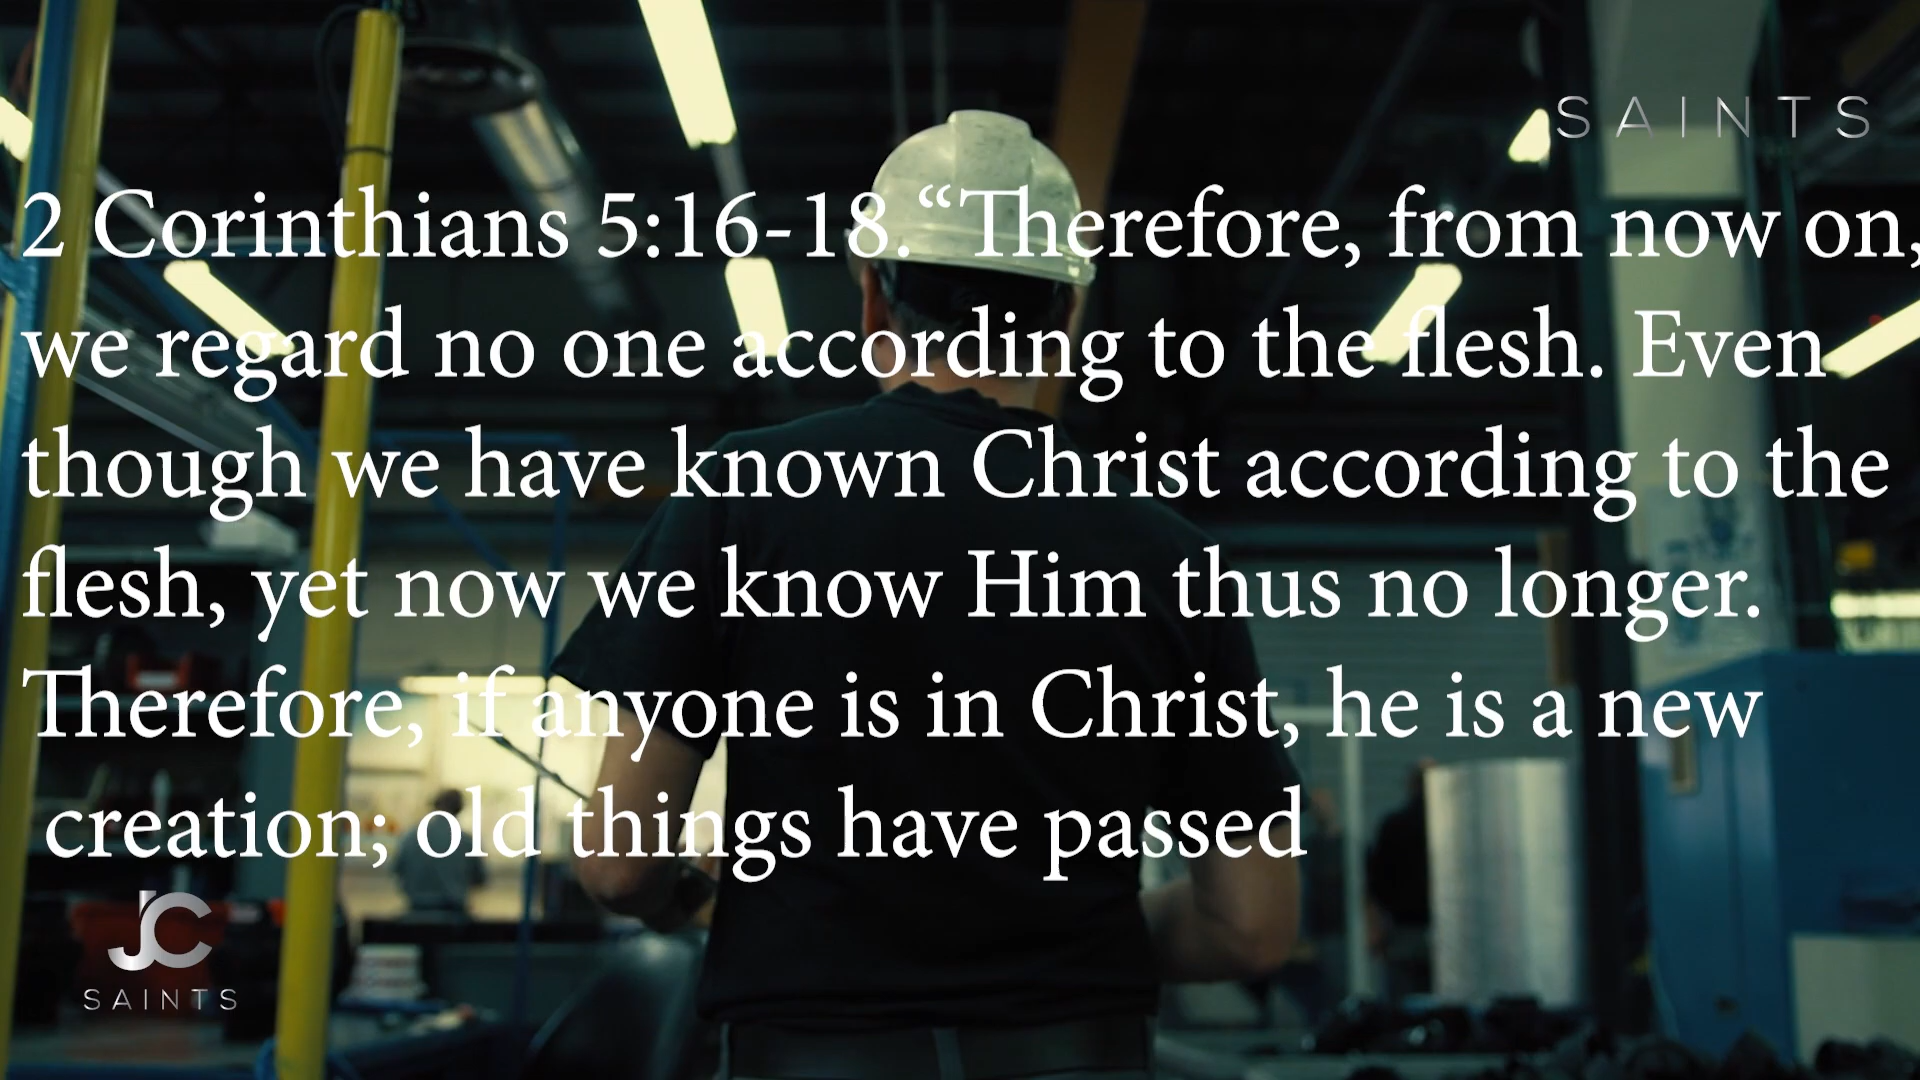 SAINTS
2 Corinthians 5:16-18. “Therefore, from now on,
we regard no one according to the flesh. Even
though we have known Christ according to the
flesh, yet now we know Him thus no longer.
Therefore, if anyone is in Christ, he is a new
creation; old things have passed
JC
SAINTS